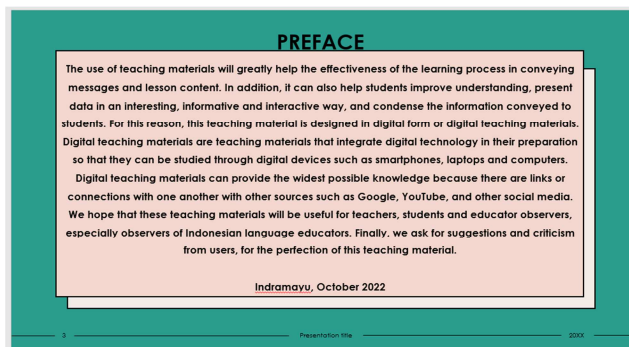 PREFACE
The use of teaching materials will greatly help the effectiveness of the learning process in conveying
messages and lesson content. In addition, it can also help students improve understanding, present
data in an interesting, informative and interactive way, and condense the information conveyed to
students. For this reason, this teaching material is designed in digital form or digital teaching materials.
Digital teaching materials are teaching materials that integrate digital technology in their preparation
so that they can be studied through digital devices such as smartphones, laptops and computers.
Digital teaching materials can provide the widest possible knowledge because there are links or
connections with one another with other sources such as Google, YouTube, and other social media.
We hope that these teaching materials will be useful for teachers, students and educator observers,
especially observers of Indonesian language educators. Finally. we ask for suggestions and criticism
from users, for the perfection of this teaching material.
Indramayu, October 2022
3 Presentation title 20XX